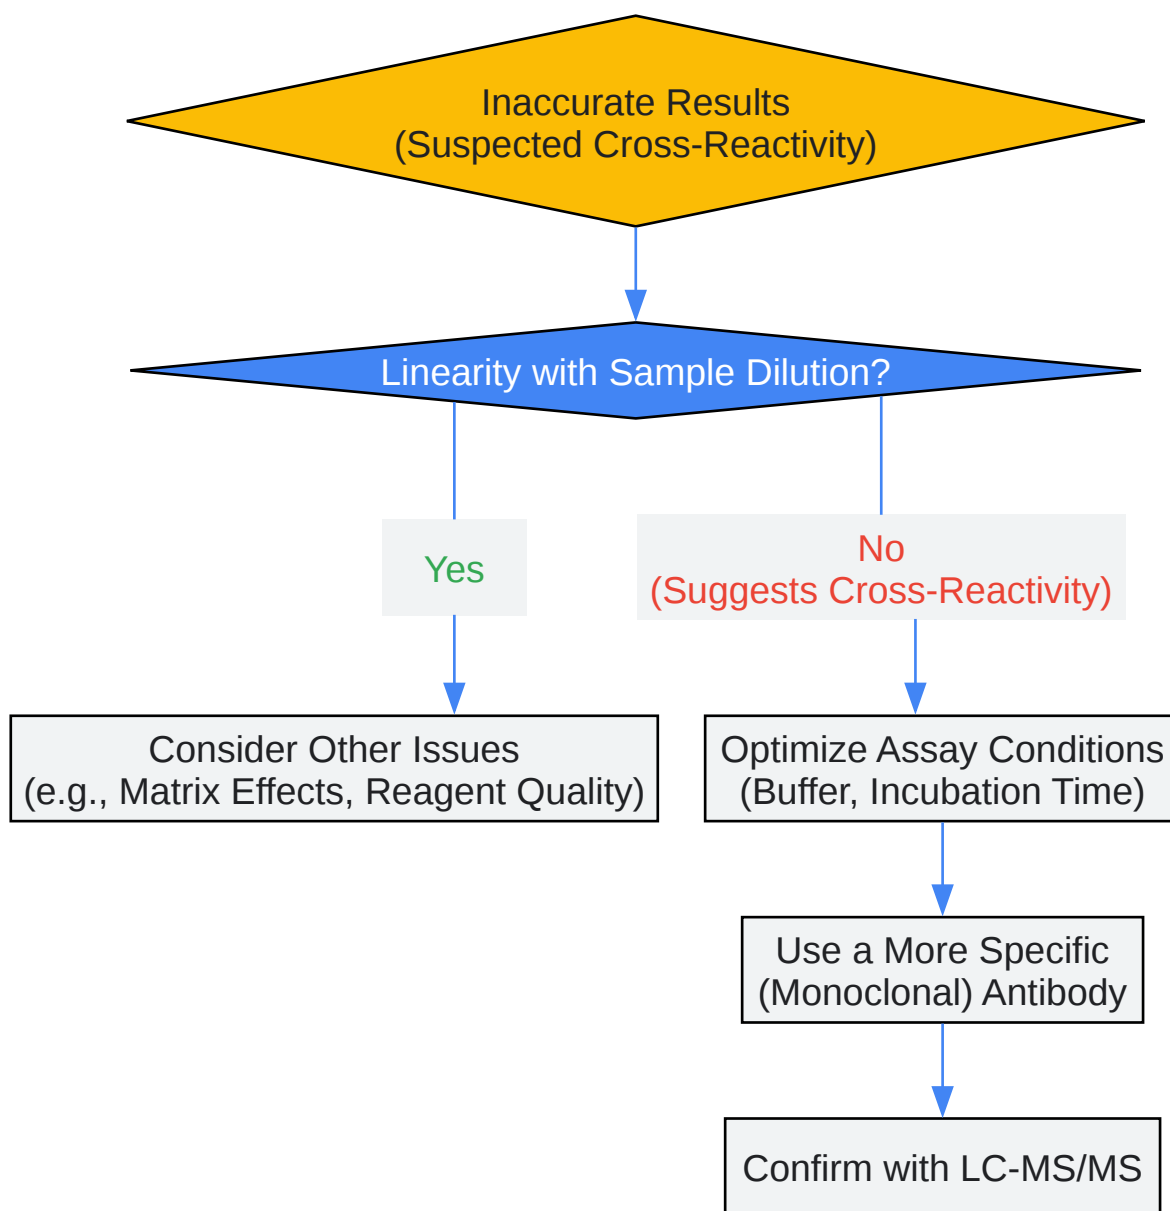 Inaccurate Results
(Suspected Cross-Reactivity)
Linearity with Sample Dilution?
Yes
No
(Suggests Cross-Reactivity)
Consider Other Issues
(e.g., Matrix Effects, Reagent Quality)
Optimize Assay Conditions
(Buffer, Incubation Time)
Use a More Specific
(Monoclonal) Antibody
Confirm with LC-MS/MS